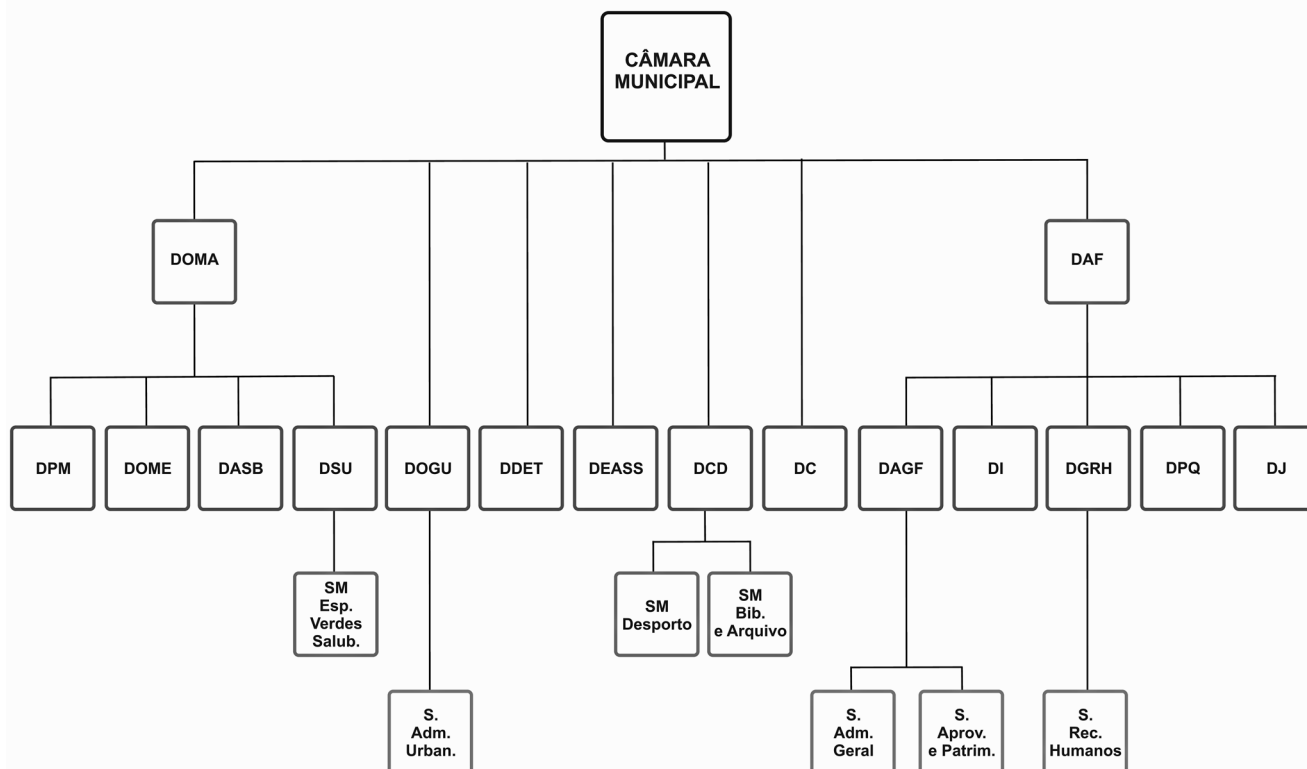 CÂMARA
MUNICIPAL
DOMA
DAF
DPM
DOME
DASB
DSU
DOGU
DDET
DEASS
DCD
DC
DAGF
DI
DGRH
DPQ
DJ
SM
Esp.
Verdes
Salub.
SM
Desporto
SM
Bib.
e Arquivo
S.
Adm.
Urban.
S.
Adm.
Geral
S.
Aprov.
e Patrim.
S.
Rec.
Humanos